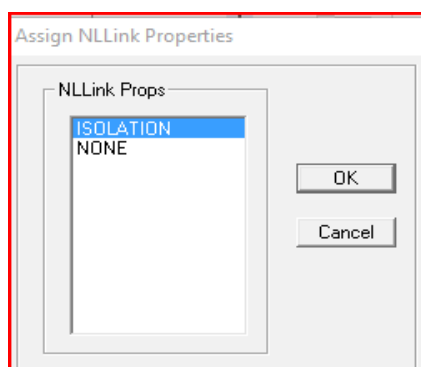 Assign NLLink Properties
NLLink Props
ISOLATION
NONE
OK
Cancel